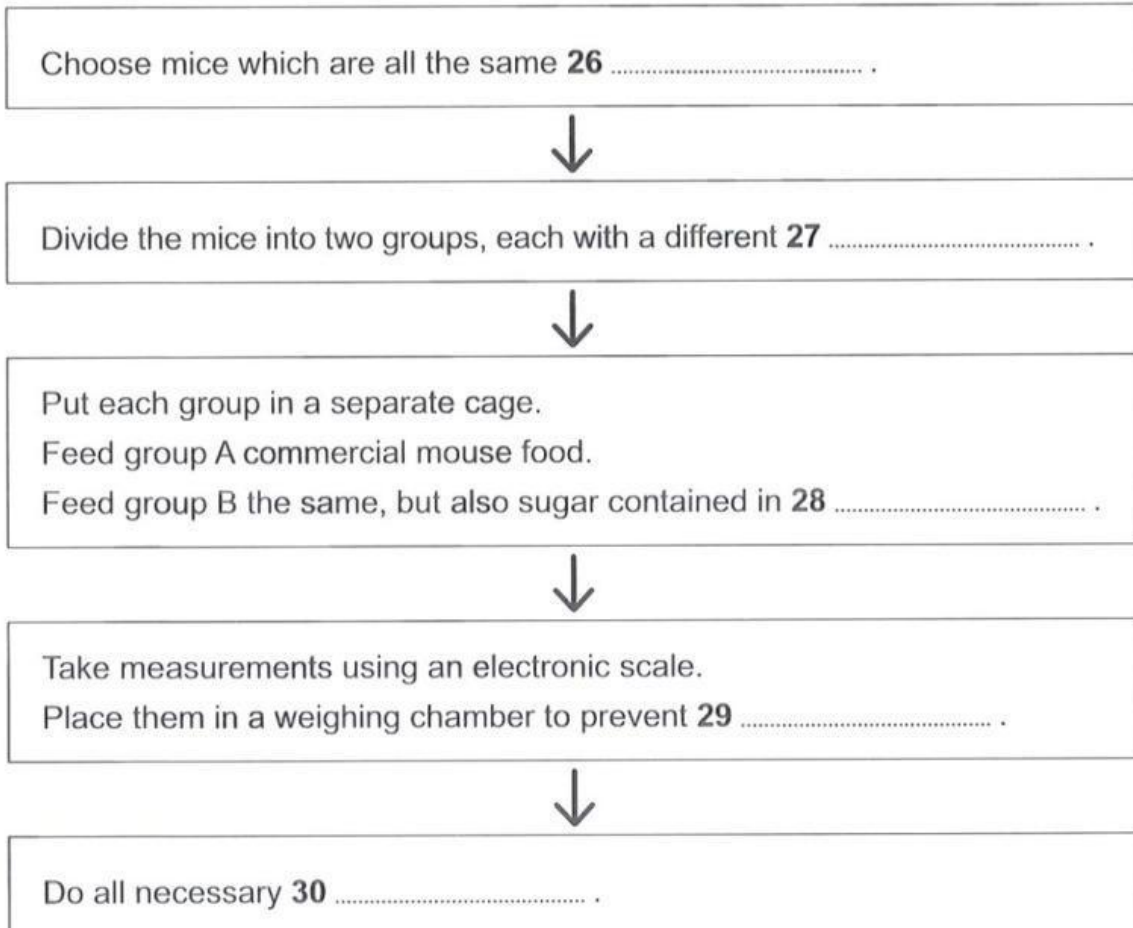 Choose mice which are all the same 26 ........................................ .
Divide the mice into two groups, each with a different 27 ........................................ .
Put each group in a separate cage.
Feed group A commercial mouse food.
Feed group B the same, but also sugar contained in 28 ........................................ .
Take measurements using an electronic scale.
Place them in a weighing chamber to prevent 29 ........................................ .
Do all necessary 30 ........................................ .